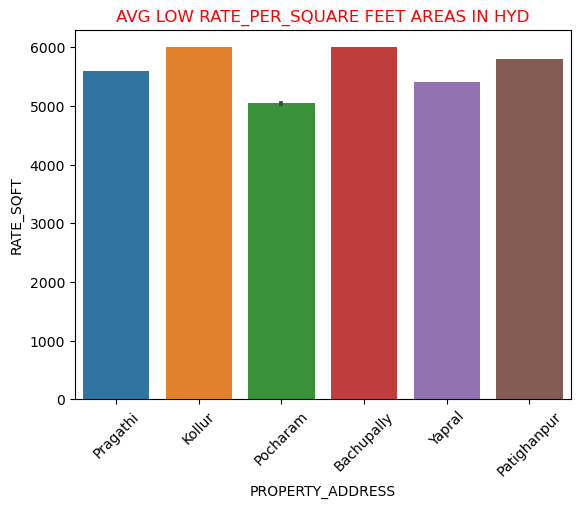 AVG LOW RATE_PER_SQUARE FEET AREAS IN HYD
RATE_SQFT
6000
5000
4000
3000
2000
1000
0
Pragathi
Kollur
Pocharam
Bachupally
Yapral
Patighanpur
PROPERTY_ADDRESS